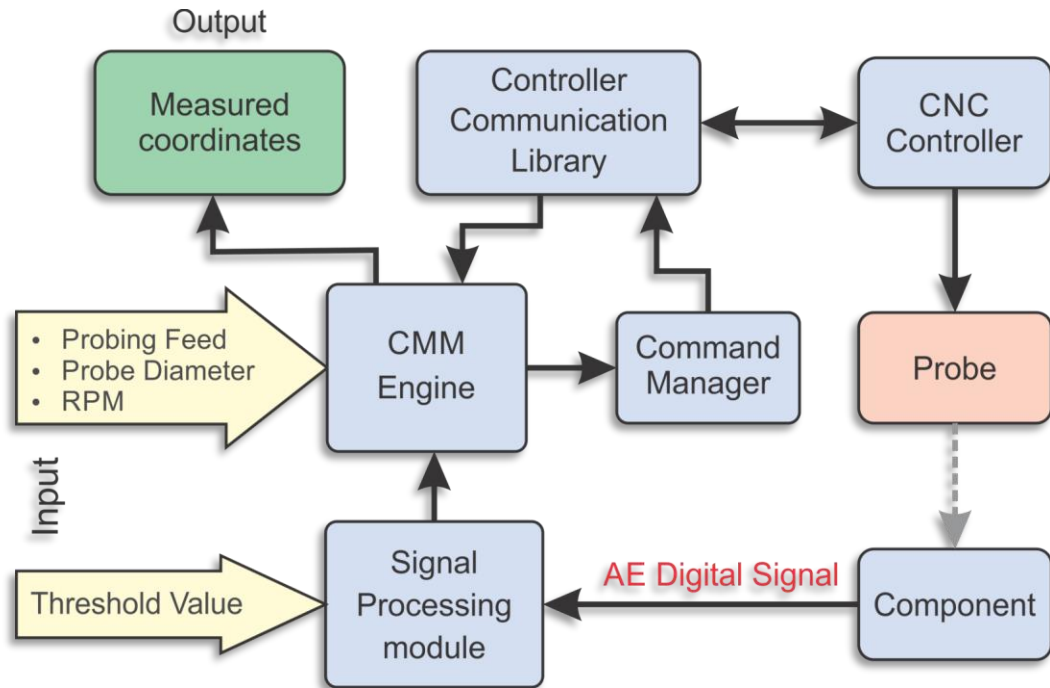 Output
Measured
coordinates
Controller
Communication
Library
CNC
Controller
• Probing Feed
• Probe Diameter
• RPM
CMM
Engine
Command
Manager
Probe
Input
Threshold Value
Signal
Processing
module
AE Digital Signal
Component